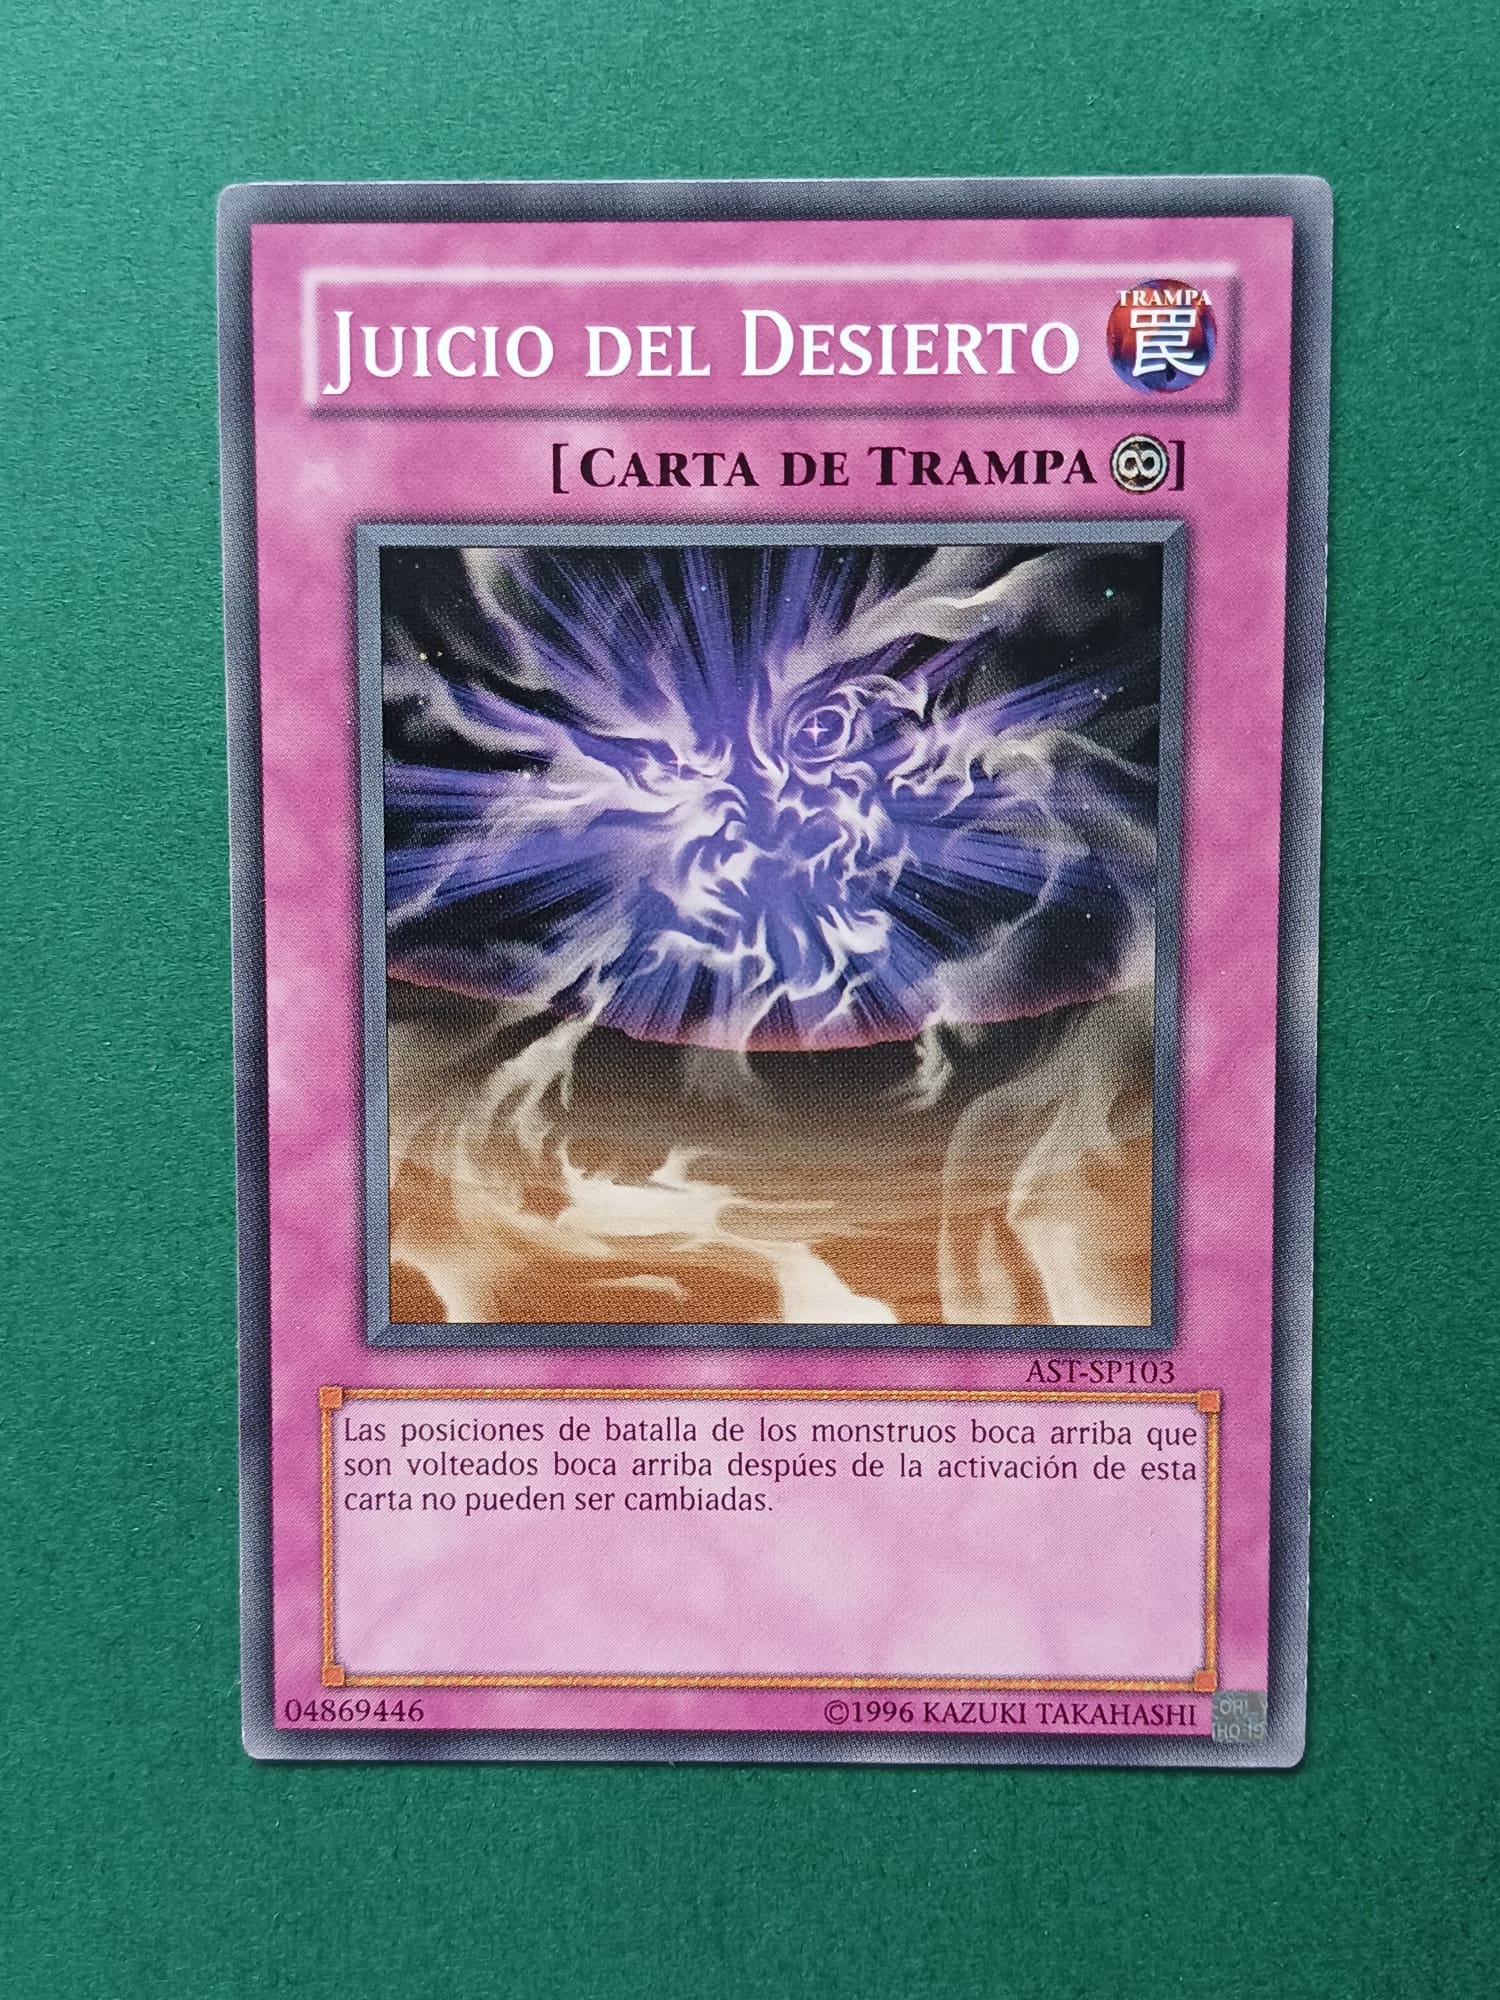 JUICIO DEL DESIERTO
TRAMPA
罠
[CARTA DE TRAMPA ∞]
AST-SP103
Las posiciones de batalla de los monstruos boca arriba que
son volteados boca arriba despúes de la activación de esta
carta no pueden ser cambiadas.
04869446
©1996 KAZUKI TAKAHASHI